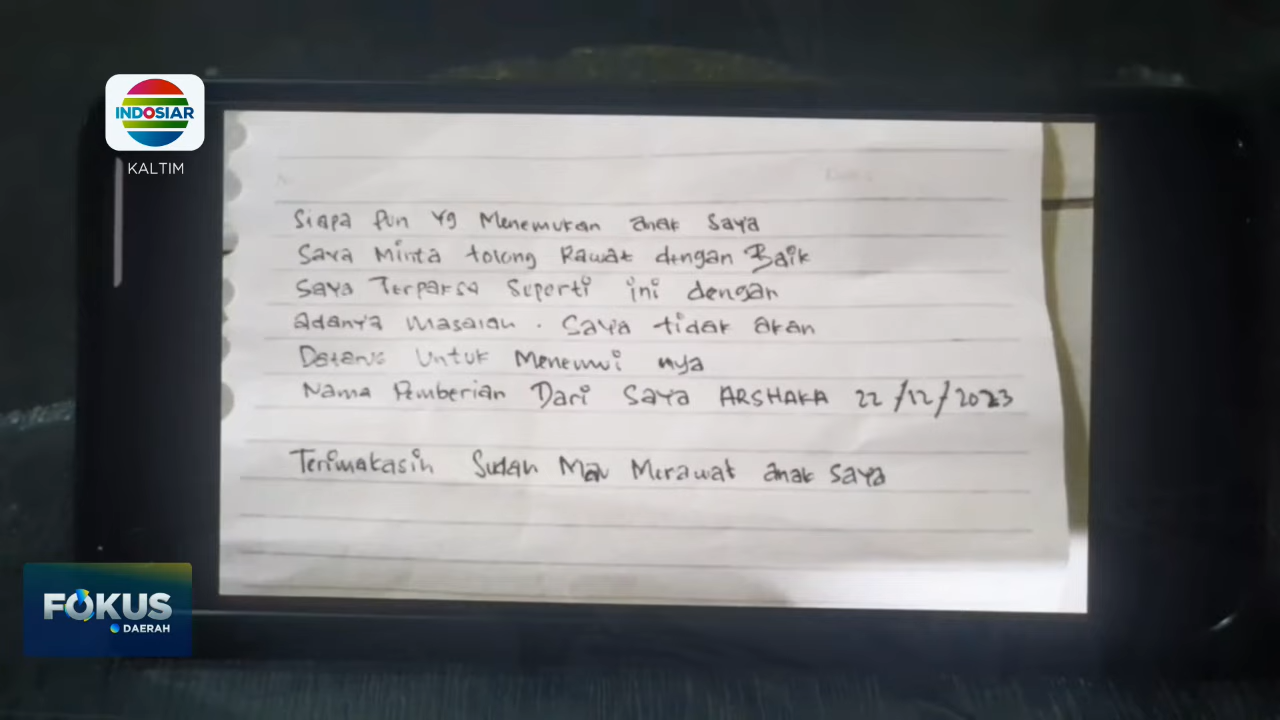 INDOSIAR
KALTIM
Siapa Pun Yg Menemukan anak Saya
Saya Minta tolong Rawat dengan Baik
Saya Terpaksa Seperti ini dengan
adanya Masalah . Saya tidak akan
Untuk Menemui nya
Nama Pemberian Dari Saya ARSHAKA 22/12/2023
Terimakasih Sudah Mau Merawat anak saya
FOKUS
DAERAH